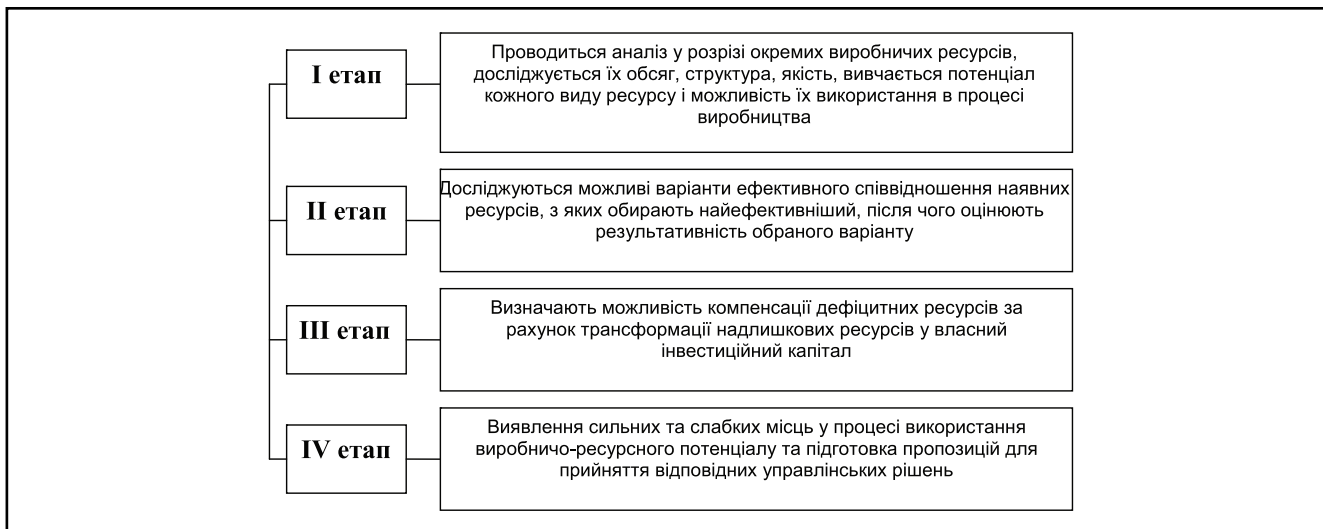 I етап
Проводиться аналіз у розрізі окремих виробничих ресурсів,
досліджується їх обсяг, структура, якість, вивчається потенціал
кожного виду ресурсу і можливість їх використання в процесі
виробництва
II етап
Досліджуються можливі варіанти ефективного співвідношення наявних
ресурсів, з яких обирають найефективніший, після чого оцінюють
результативність обраного варіанту
III етап
Визначають можливість компенсації дефіцитних ресурсів за
рахунок трансформації надлишкових ресурсів у власний
інвестиційний капітал
IV етап
Виявлення сильних та слабких місць у процесі використання
виробничо-ресурсного потенціалу та підготовка пропозицій для
прийняття відповідних управлінських рішень